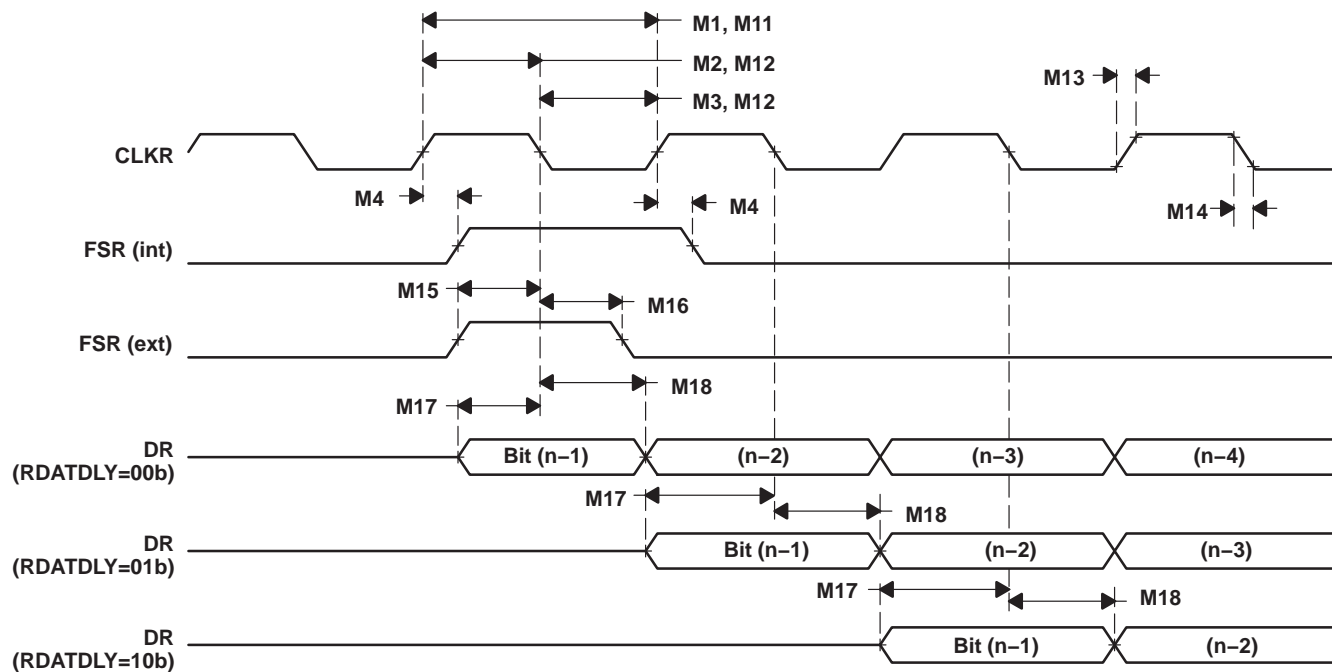 M1, M11
M2, M12
M13
M3, M12
CLKR
M4
M4
M14
FSR (int)
M15
M16
FSR (ext)
M18
M17
DR
(RDATDLY=00b)
Bit (n−1)
(n−2)
(n−3)
(n−4)
M17
M18
DR
(RDATDLY=01b)
Bit (n−1)
(n−2)
(n−3)
M17
M18
DR
(RDATDLY=10b)
Bit (n−1)
(n−2)